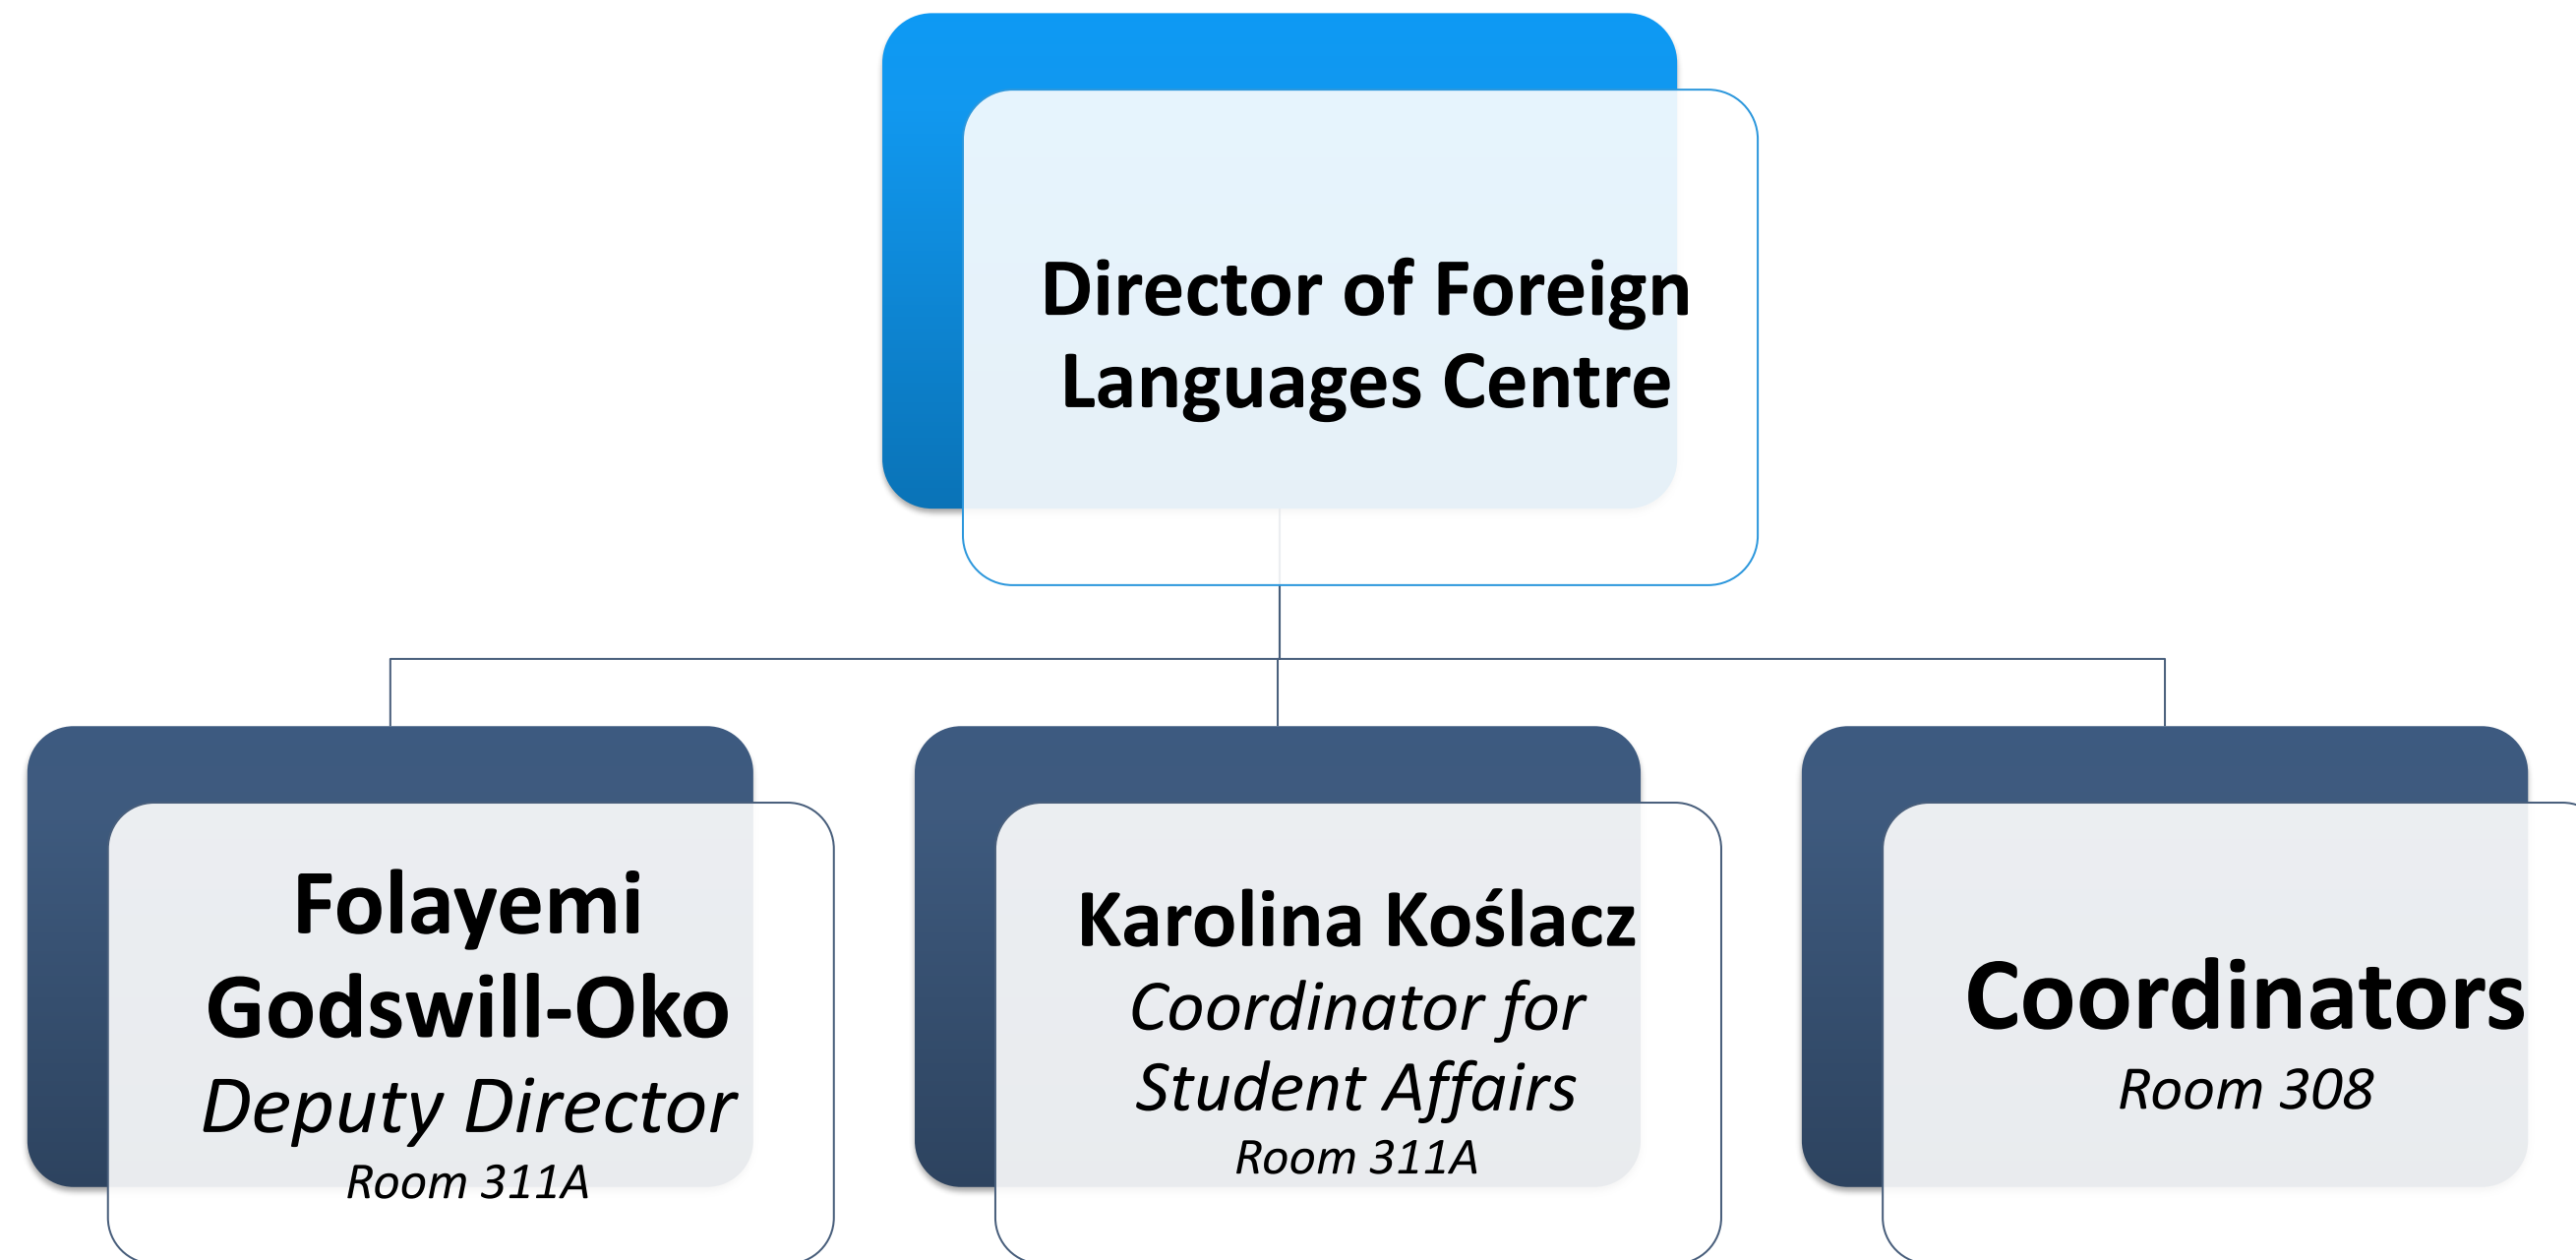 Director of Foreign
Languages Centre
Folayemi
Godswill-Oko
Deputy Director
Room 311A
Karolina Koślacz
Coordinator for
Student Affairs
Room 311A
Coordinators
Room 308